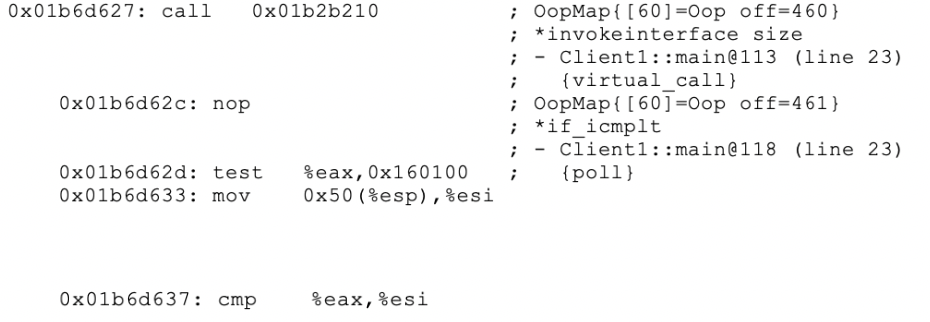 0x01b6d627: call 0x01b2b210 ; OopMap{[60]=Oop off=460}
; *invokeinterface size
; - Client1::main@113 (line 23)
; {virtual_call}
0x01b6d62c: nop ; OopMap{[60]=Oop off=461}
; *if_icmplt
; - Client1::main@118 (line 23)
0x01b6d62d: test %eax,0x160100 ; {poll}
0x01b6d633: mov 0x50(%esp),%esi
0x01b6d637: cmp %eax,%esi